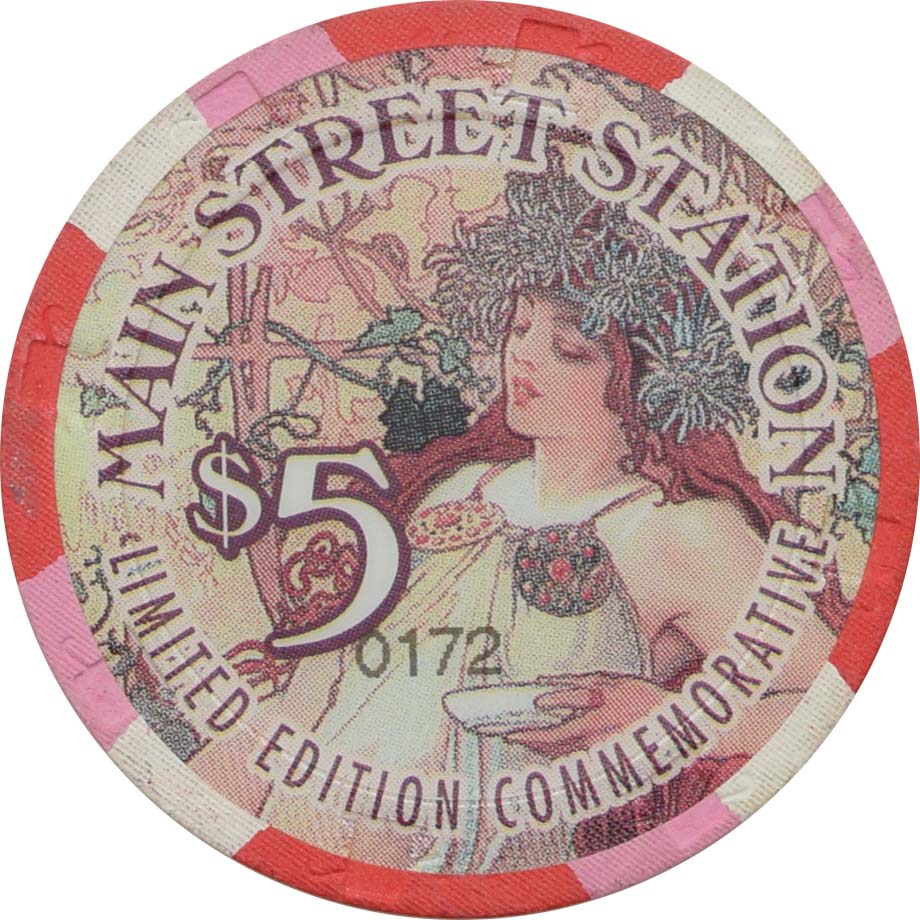 MAIN STREET STATION
$5
0172
LIMITED EDITION COMMEMORATIVE